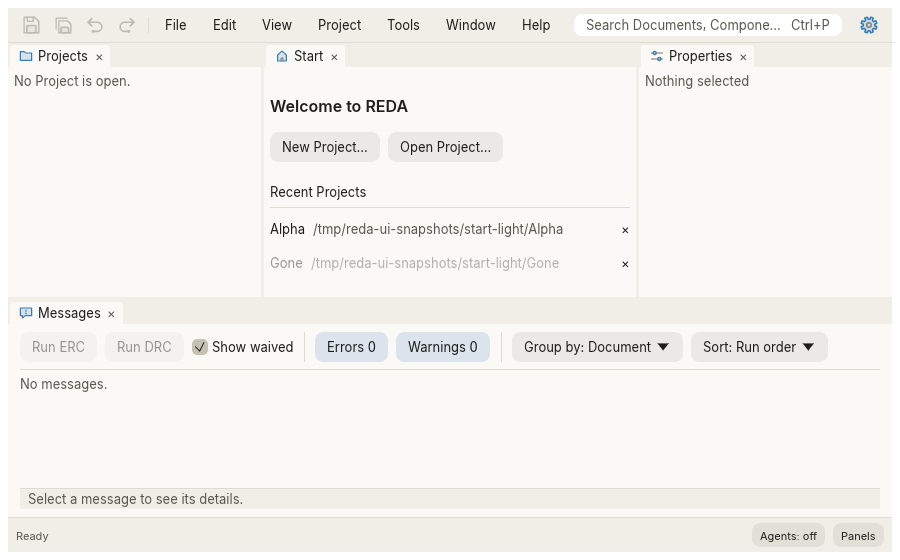 File Edit View Project Tools Window Help Search Documents, Compone... Ctrl+P
Projects × Start × Properties ×
No Project is open.
Nothing selected
Welcome to REDA
New Project... Open Project...
Recent Projects
Alpha /tmp/reda-ui-snapshots/start-light/Alpha ×
Gone /tmp/reda-ui-snapshots/start-light/Gone ×
Messages ×
Run ERC Run DRC Show waived Errors 0 Warnings 0 Group by: Document Sort: Run order
No messages.
Select a message to see its details.
Ready Agents: off Panels